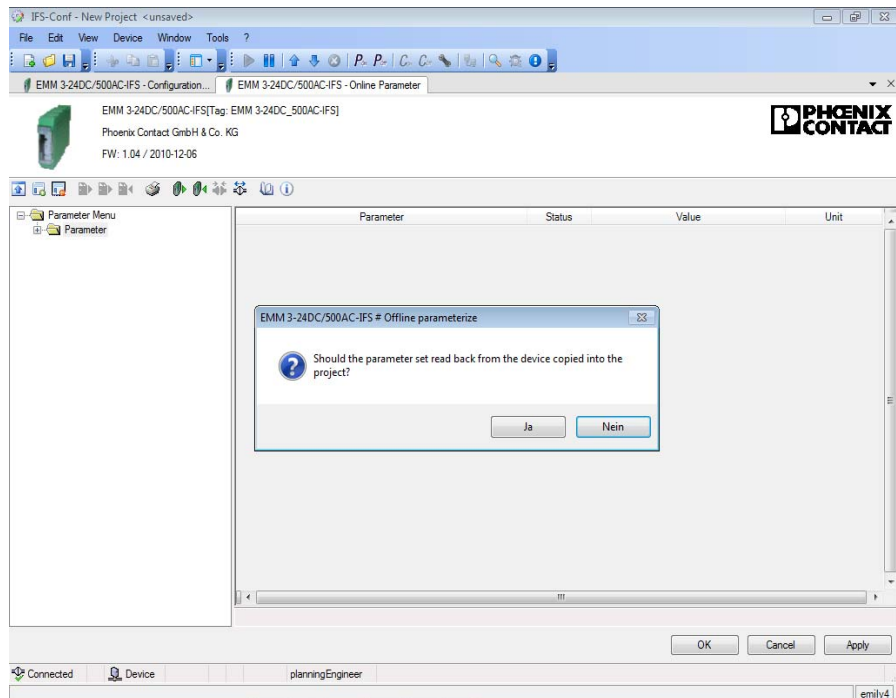 IFS-Conf - New Project <unsaved>
File Edit View Device Window Tools ?
EMM 3-24DC/500AC-IFS - Configuration... EMM 3-24DC/500AC-IFS - Online Parameter
EMM 3-24DC/500AC-IFS[Tag: EMM 3-24DC_500AC-IFS]
Phoenix Contact GmbH & Co. KG
FW: 1.04 / 2010-12-06
PHŒNIX
CONTACT
Parameter Menu
Parameter
Parameter Status Value Unit
EMM 3-24DC/500AC-IFS # Offline parameterize
Should the parameter set read back from the device copied into the
project?
Ja Nein
OK Cancel Apply
Connected Device planningEngineer
emily4